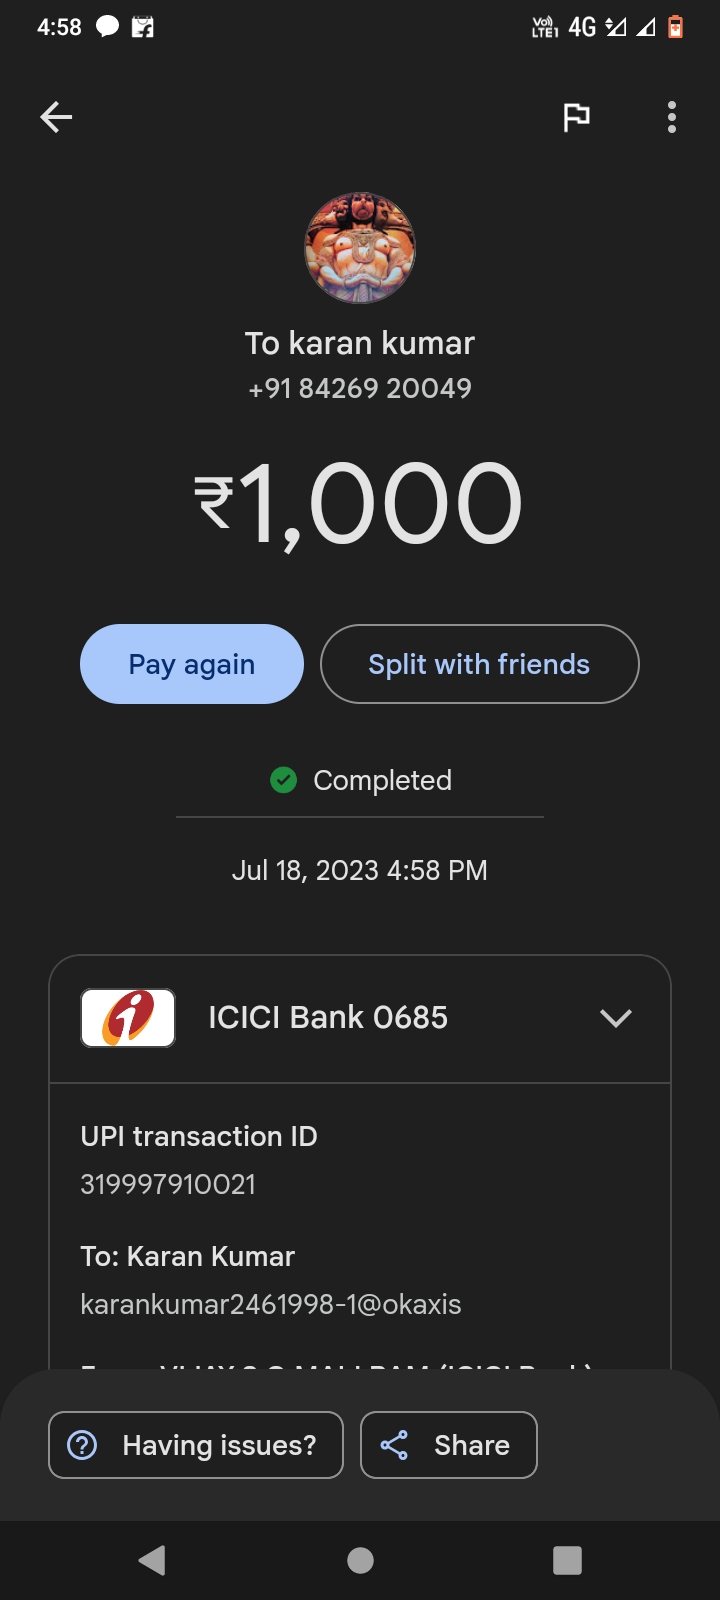 4:58
Vo)) LTE1 4G
To karan kumar
+91 84269 20049
₹1,000
Pay again
Split with friends
Completed
Jul 18, 2023 4:58 PM
ICICI Bank 0685
UPI transaction ID
319997910021
To: Karan Kumar
karankumar2461998-1@okaxis
Having issues?
Share